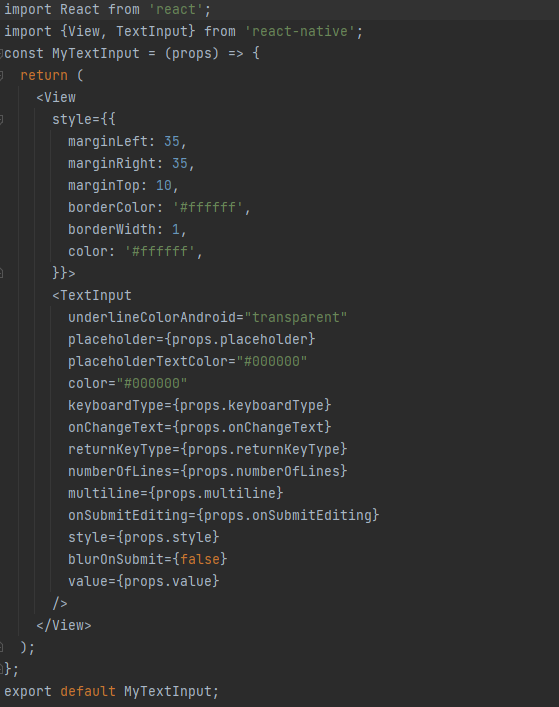 import React from 'react';
import {View, TextInput} from 'react-native';
const MyTextInput = (props) => {
  return (
    <View
      style={{
        marginLeft: 35,
        marginRight: 35,
        marginTop: 10,
        borderColor: '#ffffff',
        borderWidth: 1,
        color: '#ffffff',
      }}>
      <TextInput
        underlineColorAndroid="transparent"
        placeholder={props.placeholder}
        placeholderTextColor="#000000"
        color="#000000"
        keyboardType={props.keyboardType}
        onChangeText={props.onChangeText}
        returnKeyType={props.returnKeyType}
        numberOfLines={props.numberOfLines}
        multiline={props.multiline}
        onSubmitEditing={props.onSubmitEditing}
        style={props.style}
        blurOnSubmit={false}
        value={props.value}
      />
    </View>
  );
};
export default MyTextInput;